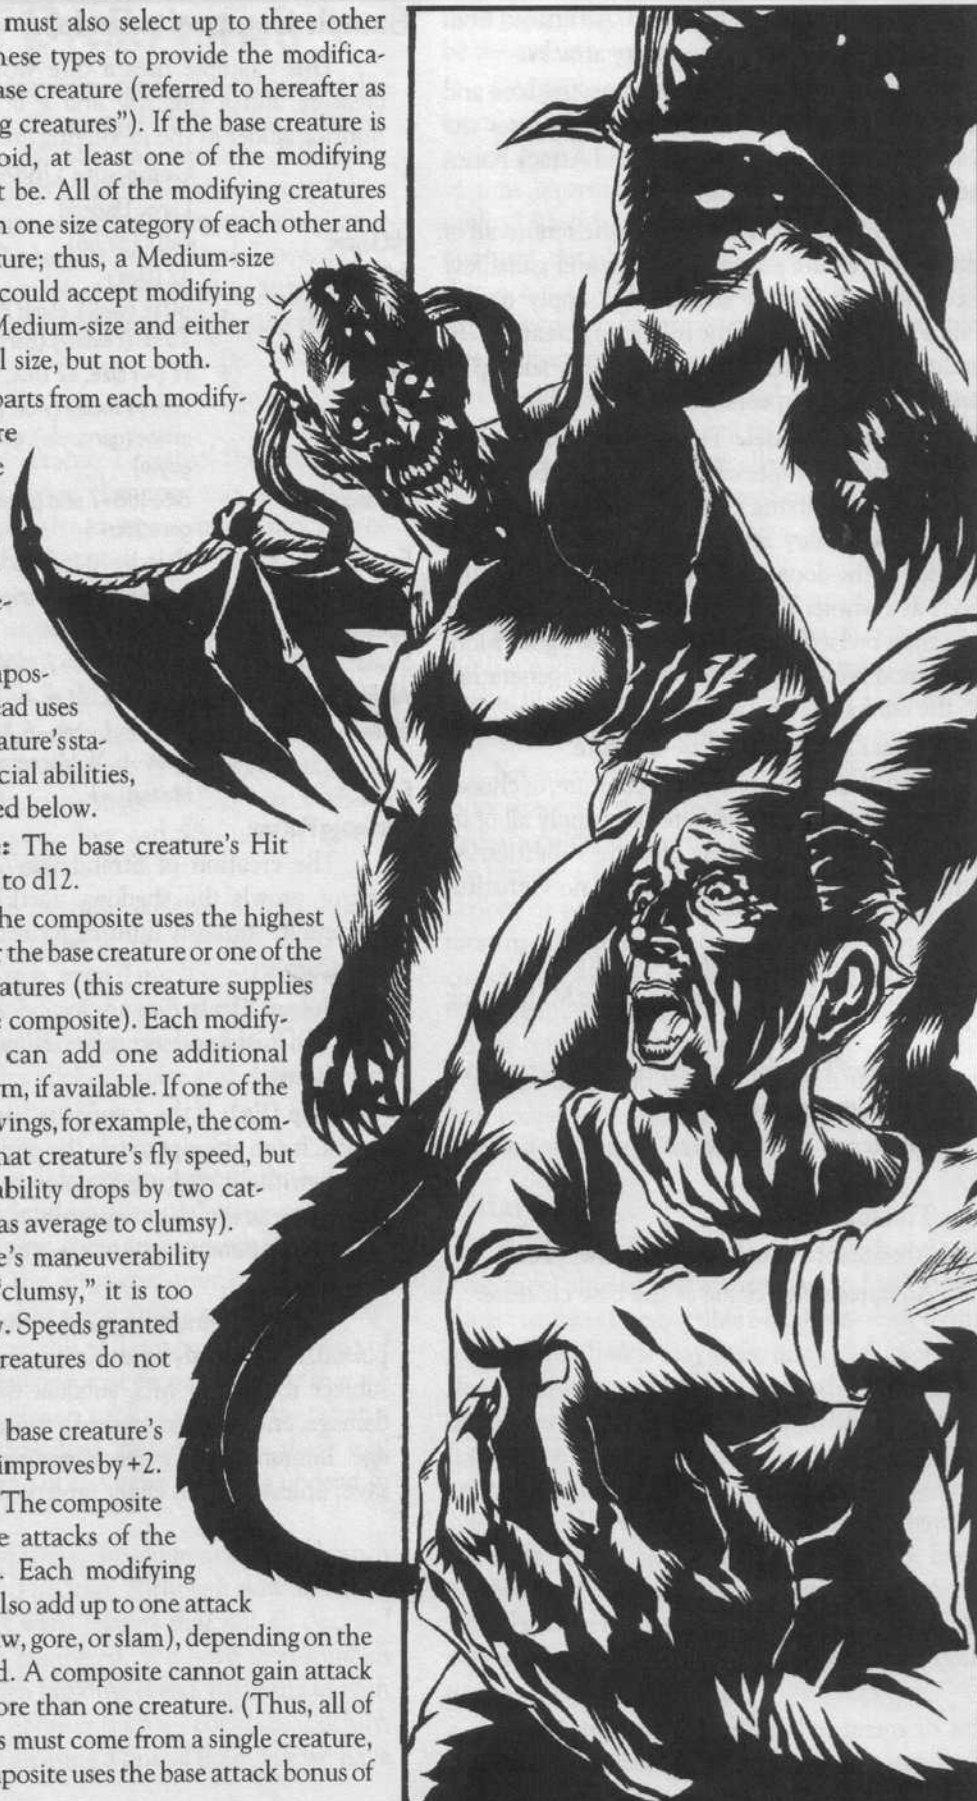 must also select up to three other
hese types to provide the modifica-
ase creature (referred to hereafter as
g creatures"). If the base creature is
oid, at least one of the modifying
t be. All of the modifying creatures
n one size category of each other and
ture; thus, a Medium-size
could accept modifying
Medium-size and either
l size, but not both.
parts from each modify-
re
e
e-
pos-
ead uses
ature's sta-
cial abilities,
ed below.
: The base creature's Hit
to d12.
he composite uses the highest
r the base creature or one of the
eatures (this creature supplies
e composite). Each modify-
can add one additional
rm, if available. If one of the
wings, for example, the com-
hat creature's fly speed, but
ability drops by two cat-
as average to clumsy).
e's maneuverability
"clumsy," it is too
y. Speeds granted
creatures do not
base creature's
improves by +2.
The composite
e attacks of the
. Each modifying
also add up to one attack
w, gore, or slam), depending on the
d. A composite cannot gain attack
ore than one creature. (Thus, all of
s must come from a single creature,
mposite uses the base attack bonus of